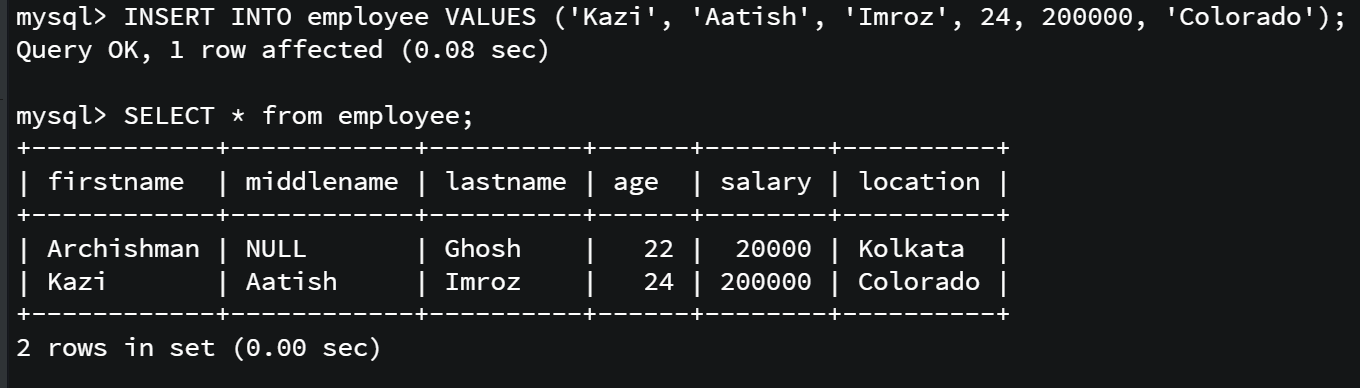 mysql> INSERT INTO employee VALUES ('Kazi', 'Aatish', 'Imroz', 24, 200000, 'Colorado');
Query OK, 1 row affected (0.08 sec)

mysql> SELECT * from employee;
+------------+------------+----------+------+--------+----------+
| firstname  | middlename | lastname | age  | salary | location |
+------------+------------+----------+------+--------+----------+
| Archishman | NULL       | Ghosh    |   22 |  20000 | Kolkata  |
| Kazi       | Aatish     | Imroz    |   24 | 200000 | Colorado |
+------------+------------+----------+------+--------+----------+
2 rows in set (0.00 sec)